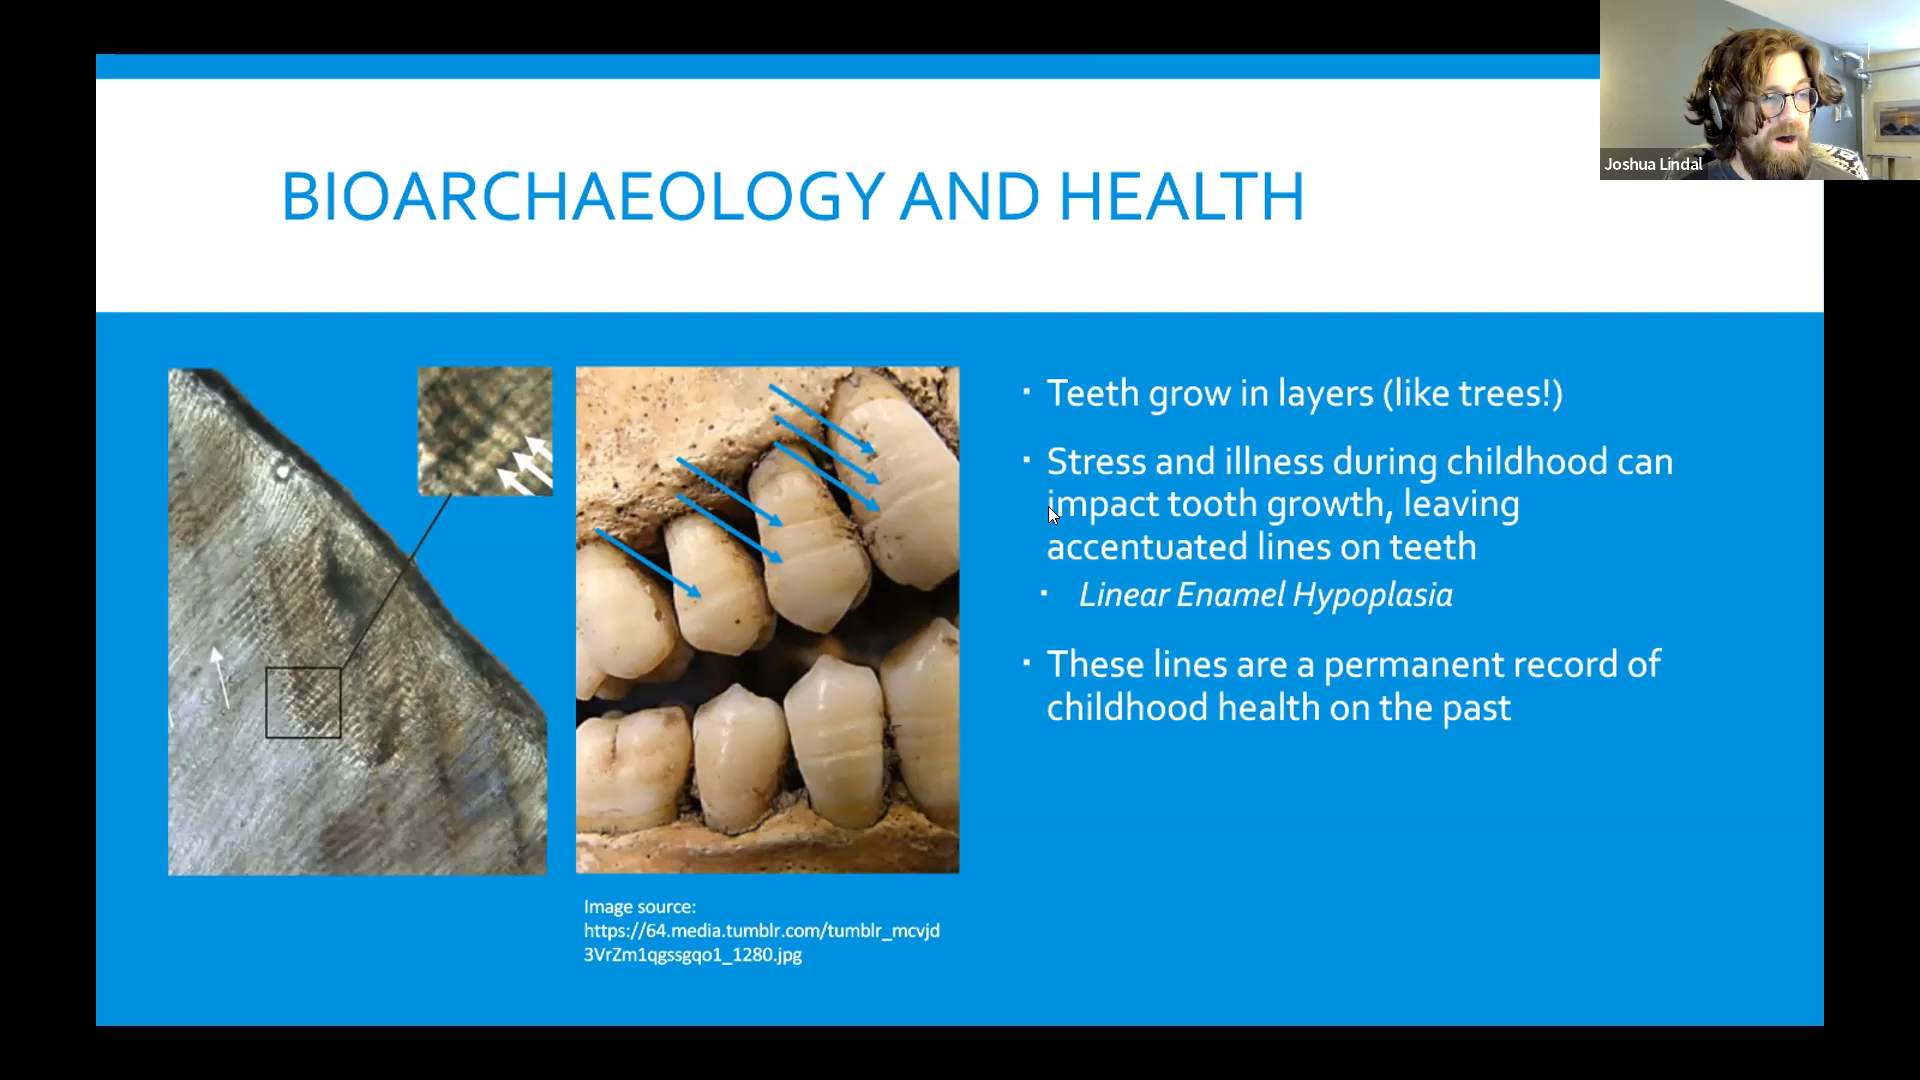 Joshua Lindal
BIOARCHAEOLOGY AND HEALTH
▪ Teeth grow in layers (like trees!)
▪ Stress and illness during childhood can
impact tooth growth, leaving
accentuated lines on teeth
▪ Linear Enamel Hypoplasia
▪ These lines are a permanent record of
childhood health on the past
Image source:
https://64.media.tumblr.com/tumblr_mcvjd
3VrZm1qgssgqo1_1280.jpg